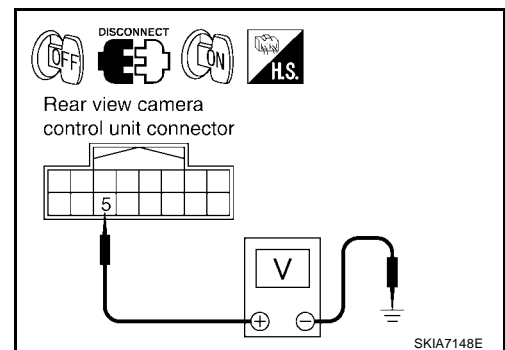 DISCONNECT
OFF
ON
H.S.
Rear view camera
control unit connector
5
V
+ −
SKIA7148E